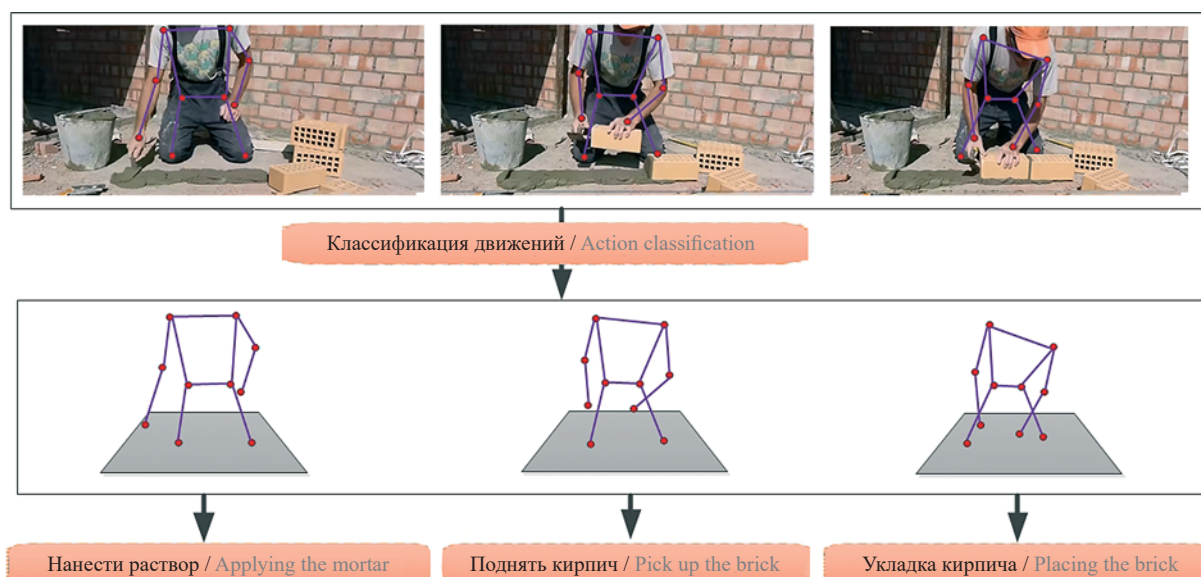 Классификация движений / Action classification
Нанести раствор / Applying the mortar
Поднять кирпич / Pick up the brick
Укладка кирпича / Placing the brick